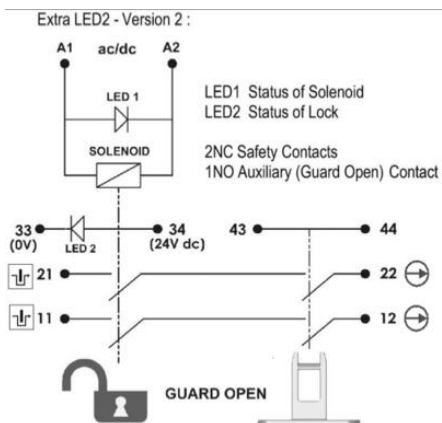 Extra LED2 - Version 2 :
A1 ac/dc A2
LED 1
LED1 Status of Solenoid
LED2 Status of Lock
SOLENOID
2NC Safety Contacts
1NO Auxiliary (Guard Open) Contact
33 34 43 44
(0V) LED 2 (24V dc)
21 22
11 12
GUARD OPEN